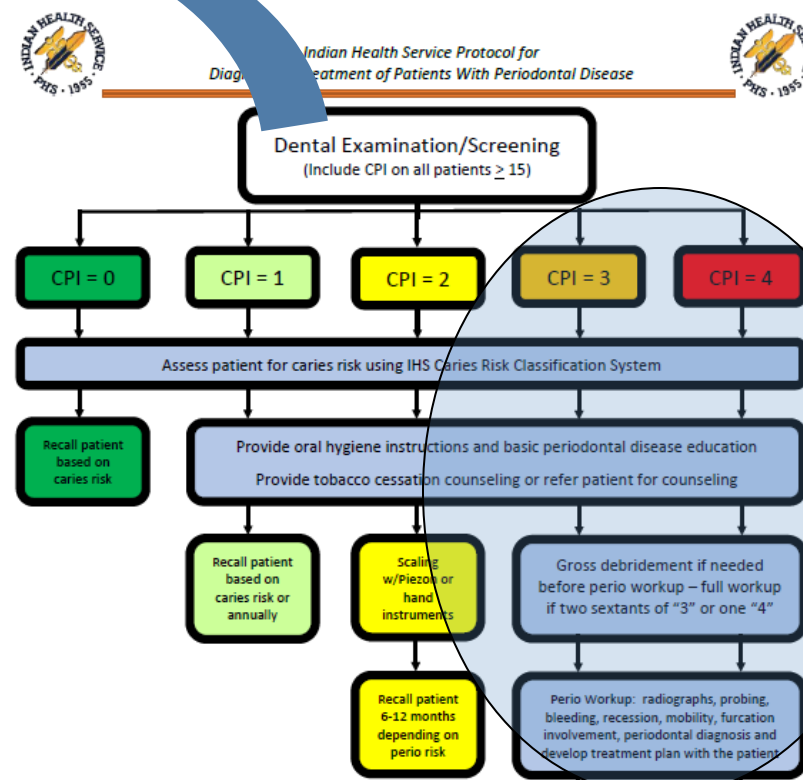 INDIAN HEALTH SERVICE
PHS · 1955
Indian Health Service Protocol for
Treatment of Patients With Periodontal Disease
INDIAN HEALTH
PHS · 1955
Dental Examination/Screening
(Include CPI on all patients ≥ 15)
CPI = 0
CPI = 1
CPI = 2
CPI = 3
CPI = 4
Assess patient for caries risk using IHS Caries Risk Classification System
Recall patient
based on
caries risk
Provide oral hygiene instructions and basic periodontal disease education
Provide tobacco cessation counseling or refer patient for counseling
Recall patient
based on
caries risk or
annually
Scaling
w/Piezon or
hand
instruments
Gross debridement if needed
before perio workup – full workup
if two sextants of “3” or one “4”
Recall patient
6-12 months
depending on
perio risk
Perio Workup: radiographs, probing,
bleeding, recession, mobility, furcation
involvement, periodontal diagnosis and
develop treatment plan with the patient